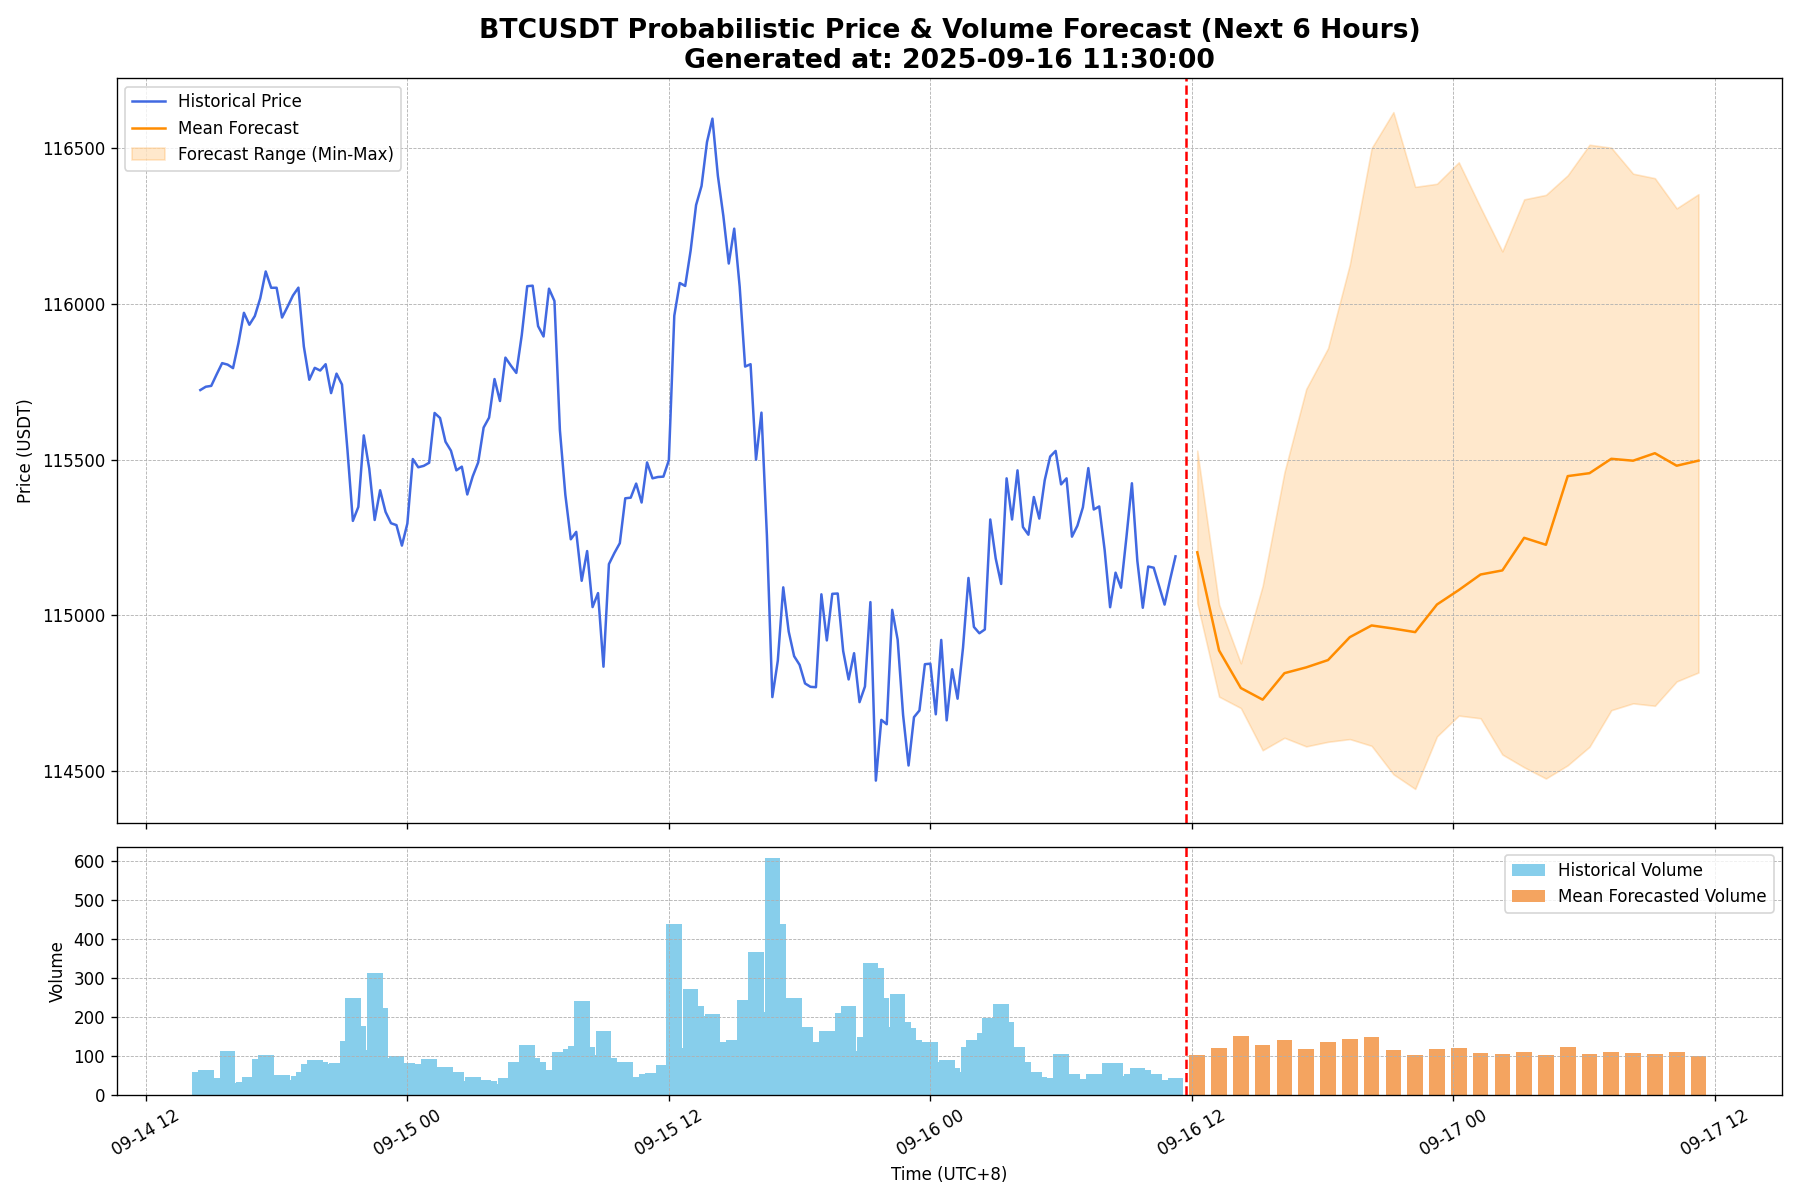 BTCUSDT Probabilistic Price & Volume Forecast (Next 6 Hours)
Generated at: 2025-09-16 11:30:00
Historical Price
Mean Forecast
Forecast Range (Min-Max)
Price (USDT)
116500
116000
115500
115000
114500
Historical Volume
Mean Forecasted Volume
Volume
600
500
400
300
200
100
0
09-14 12
09-15 00
09-15 12
09-16 00
09-16 12
09-17 00
09-17 12
Time (UTC+8)